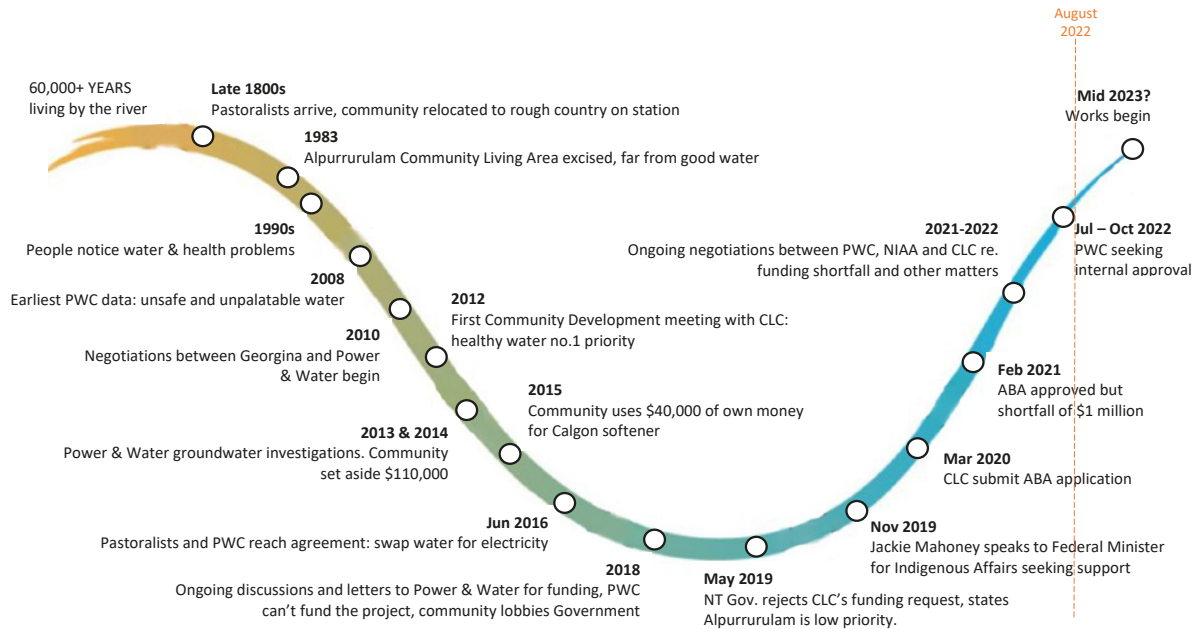 August
2022
60,000+ YEARS
living by the river
Late 1800s
Pastoralists arrive, community relocated to rough country on station
1983
Alpurrurulam Community Living Area excised, far from good water
1990s
People notice water & health problems
2008
Earliest PWC data: unsafe and unpalatable water
2010
Negotiations between Georgina and Power
& Water begin
2012
First Community Development meeting with CLC:
healthy water no.1 priority
2013 & 2014
Power & Water groundwater investigations. Community
set aside $110,000
2015
Community uses $40,000 of own money
for Calgon softener
Jun 2016
Pastoralists and PWC reach agreement: swap water for electricity
2018
Ongoing discussions and letters to Power & Water for funding, PWC
can't fund the project, community lobbies Government
May 2019
NT Gov. rejects CLC's funding request, states
Alpurrurulam is low priority.
Nov 2019
Jackie Mahoney speaks to Federal Minister
for Indigenous Affairs seeking support
Mar 2020
CLC submit ABA application
Feb 2021
ABA approved but
shortfall of $1 million
2021-2022
Ongoing negotiations between PWC, NIAA and CLC re.
funding shortfall and other matters
Jul – Oct 2022
PWC seeking
internal approval
Mid 2023?
Works begin